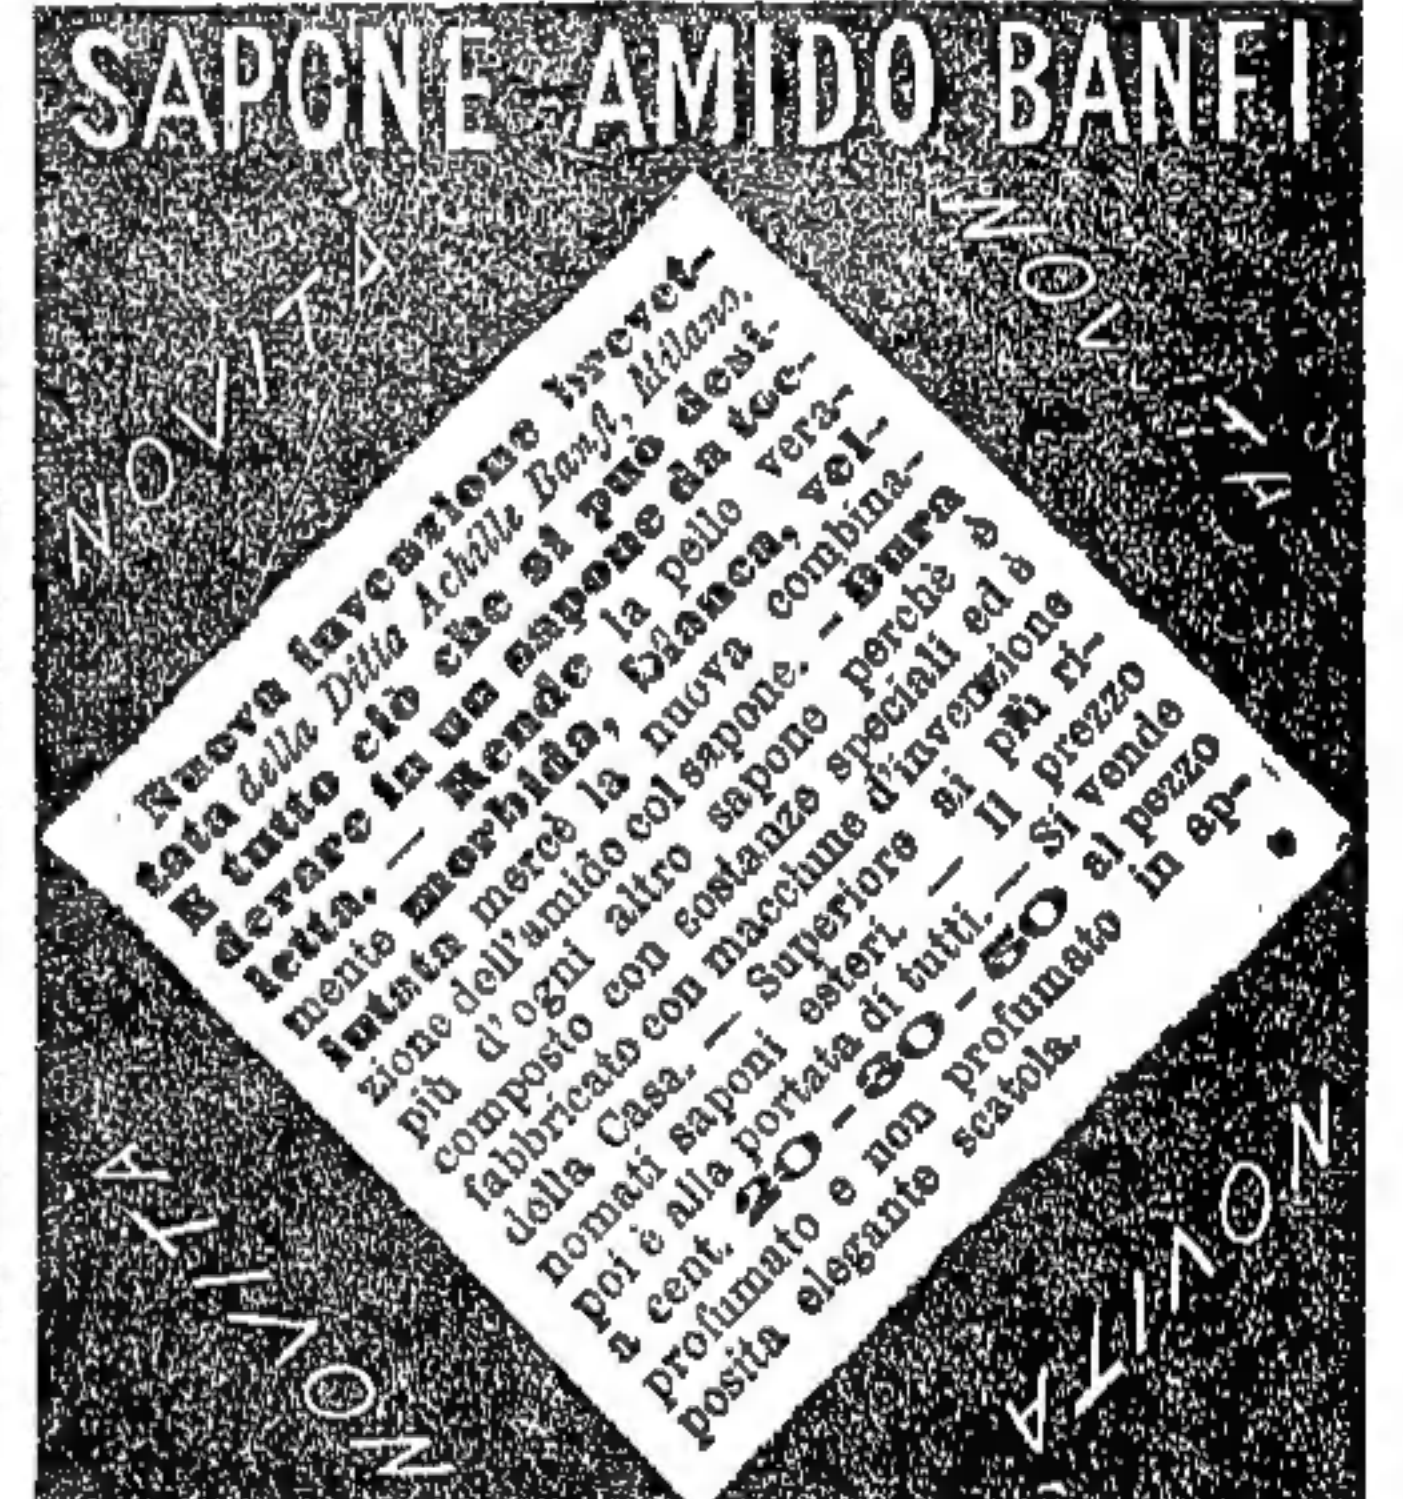 SAPONE AMIDO BANFI
NOVITÀ
NOVITÀ
Nuova invenzione brevet-
tata della Ditta Achille Banfi, Milano.
È tutto ciò che si può desi-
derare in un sapone da toc-
letta. — Rende la pelle vera-
mente morbida, bianca, vel-
lutata mercè la nuova combina-
zione dell'amido col sapone. — Dura
più d'ogni altro sapone perchè è
composto con sostanze speciali ed è
fabbricato con macchine d'invenzione
della Casa. — Superiore ai più ri-
nomati saponi esteri. — Il prezzo
poi è alla portata di tutti. — Si vende
a cent. 20-30-50 al pezzo
profumato e non profumato in ap-
posita elegante scatola.
NOVITÀ
NOVITÀ